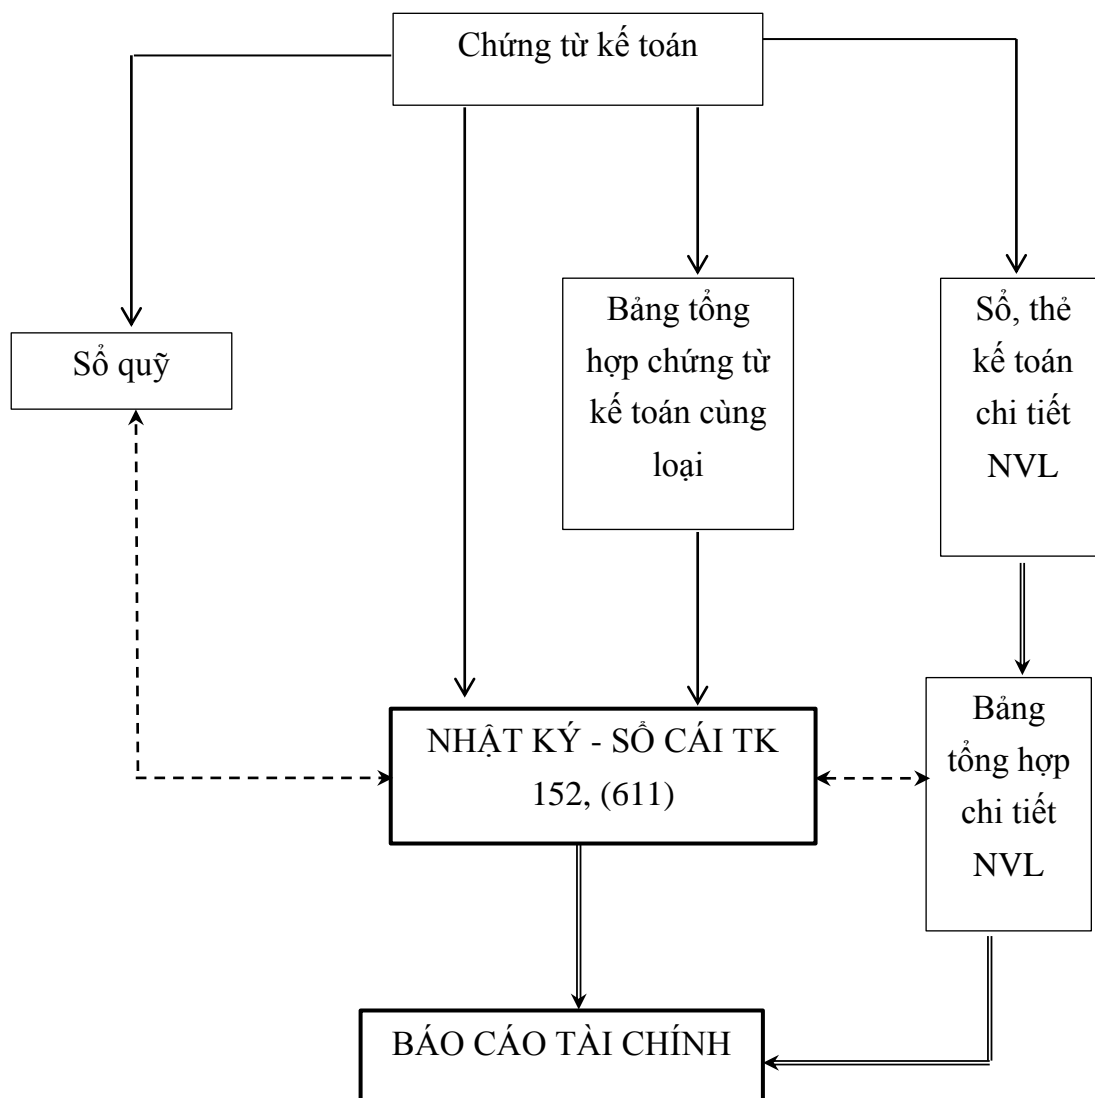 Chứng từ kế toán
Sổ quỹ
Bảng tổng
hợp chứng từ
kế toán cùng
loại
Sổ, thẻ
kế toán
chi tiết
NVL
NHẬT KÝ - SỔ CÁI TK
152, (611)
Bảng
tổng hợp
chi tiết
NVL
BÁO CÁO TÀI CHÍNH